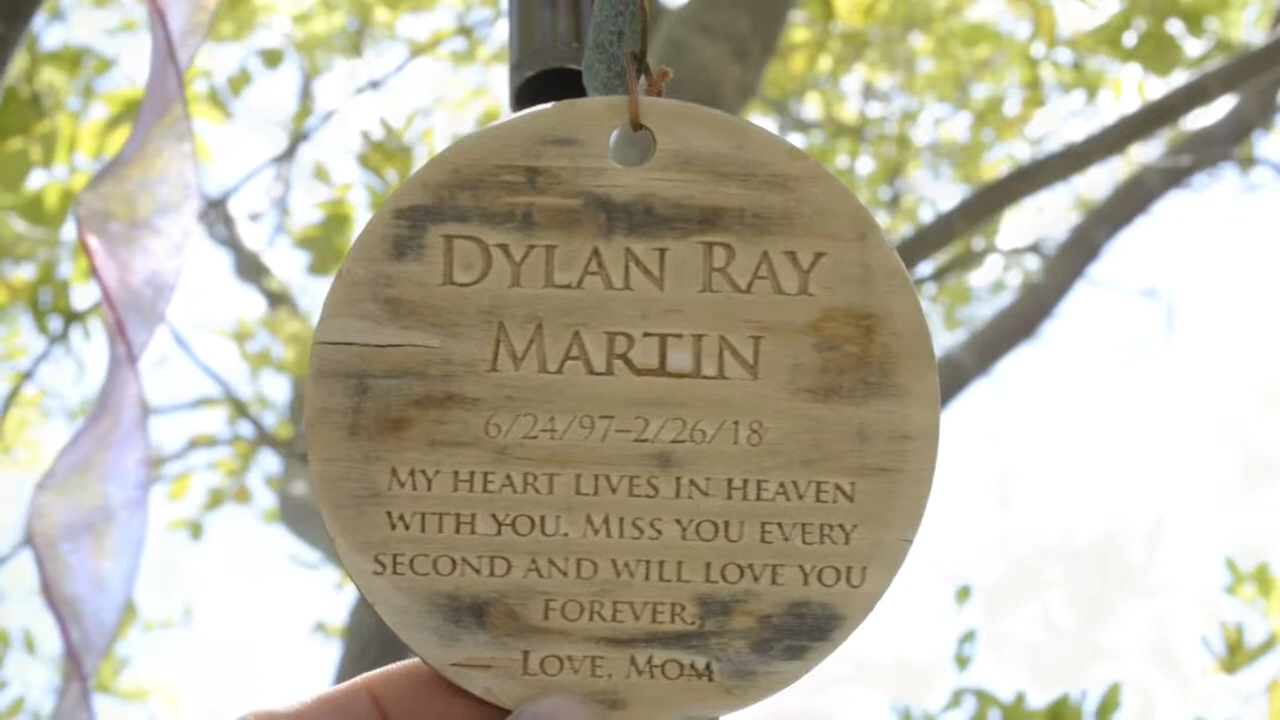 DYLAN RAY
MARTIN
6/24/97–2/26/18
MY HEART LIVES IN HEAVEN
WITH YOU. MISS YOU EVERY
SECOND AND WILL LOVE YOU
FOREVER.
LOVE, MOM